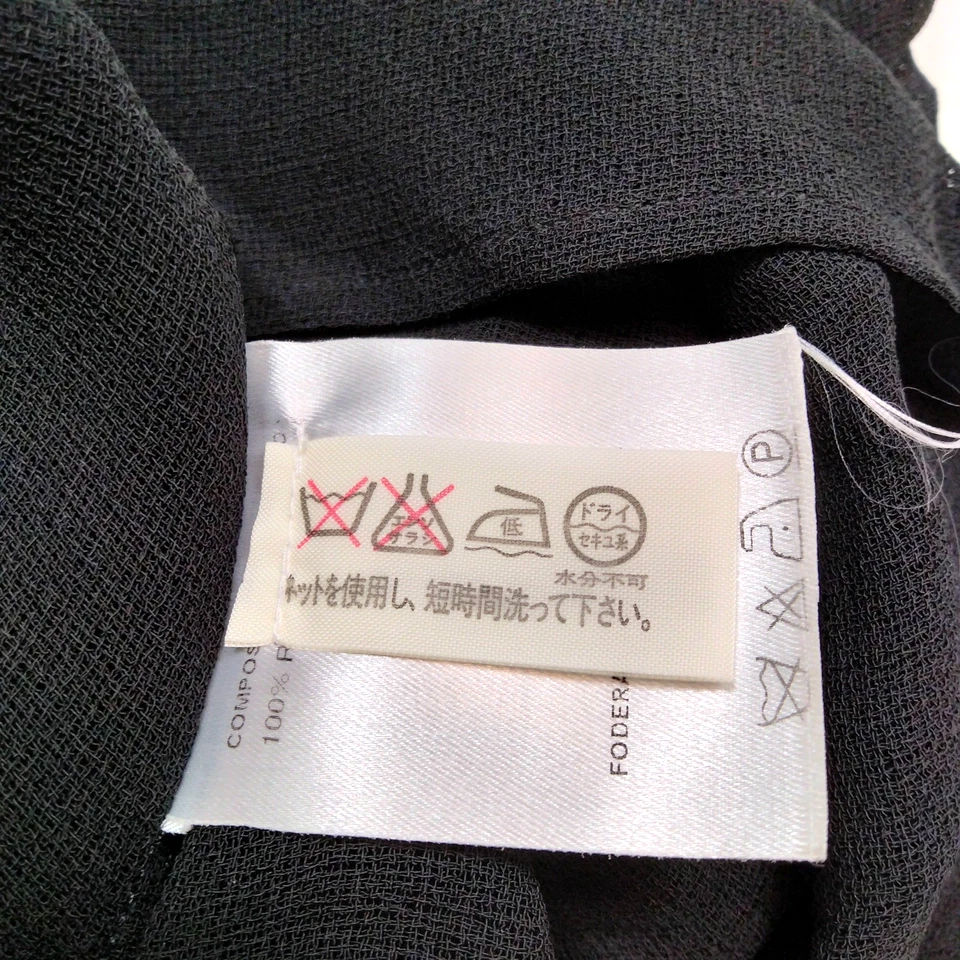 エンソ
サラシ
低
ドライ
セキユ系
水分不可
ネットを使用し、短時間洗って下さい。
COMPOS
100% R
FODERA
P